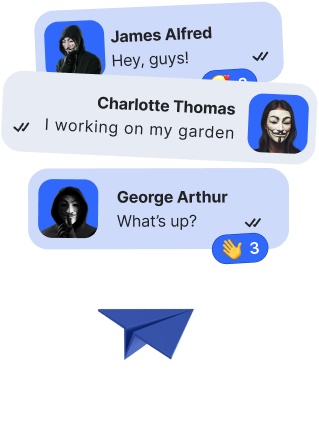 James Alfred
Hey, guys!
Charlotte Thomas
I working on my garden
George Arthur
What’s up?
3